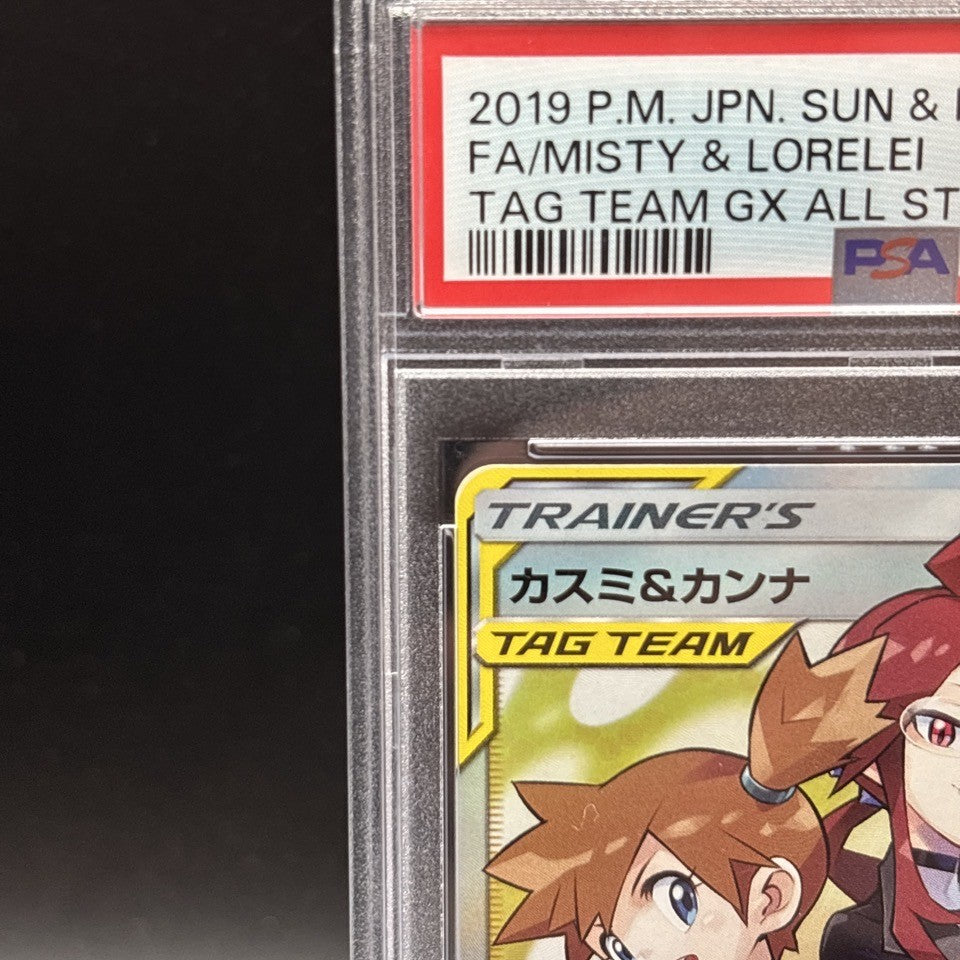 2019 P.M. JPN. SUN &
FA/MISTY & LORELEI
TAG TEAM GX ALL ST
PSA
TRAINER'S
カスミ&カンナ
TAG TEAM